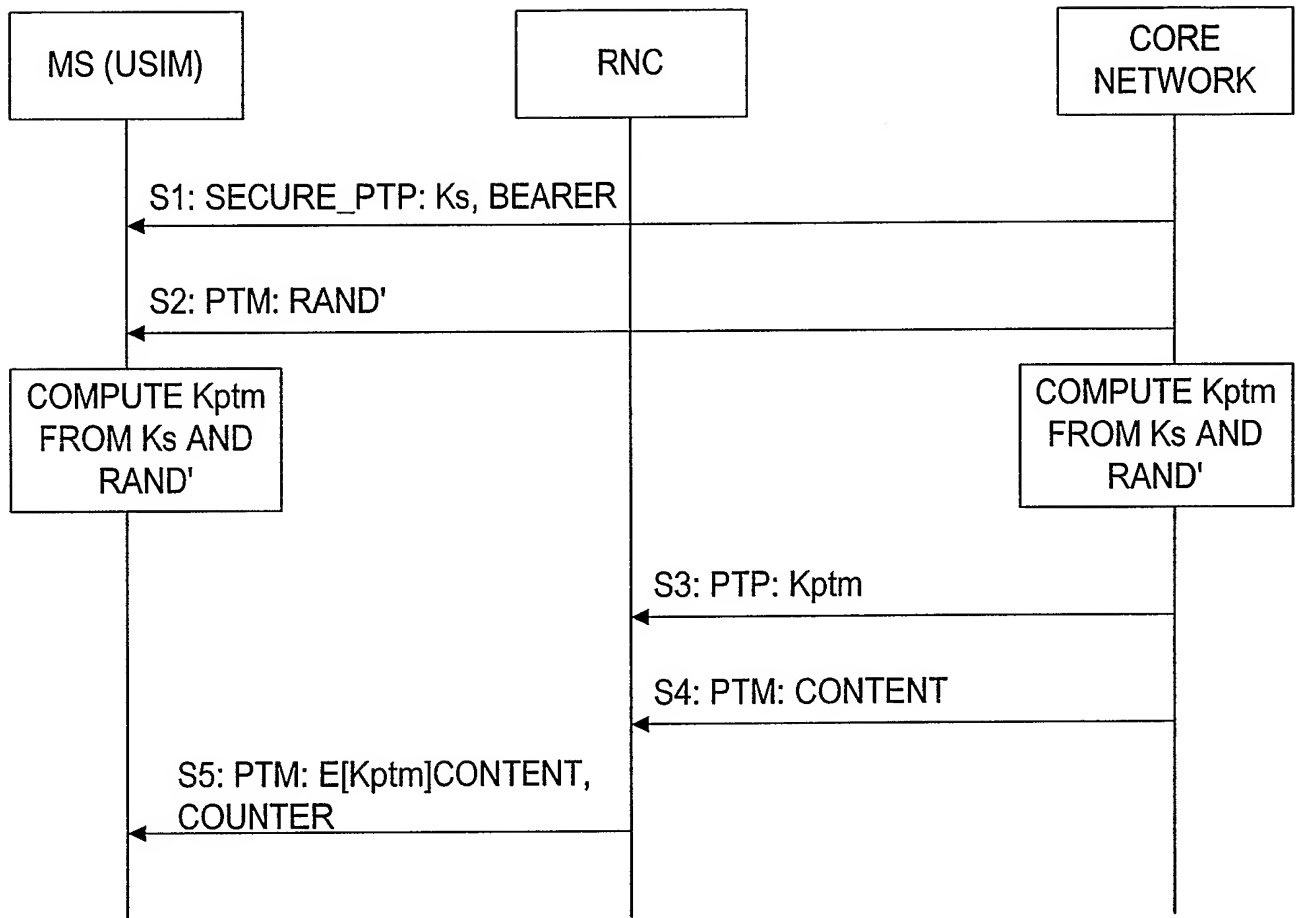 MS (USIM)
RNC
CORE
NETWORK
S1: SECURE_PTP: Ks, BEARER
S2: PTM: RAND'
COMPUTE Kptm
FROM Ks AND
RAND'
COMPUTE Kptm
FROM Ks AND
RAND'
S3: PTP: Kptm
S4: PTM: CONTENT
S5: PTM: E[Kptm]CONTENT,
COUNTER